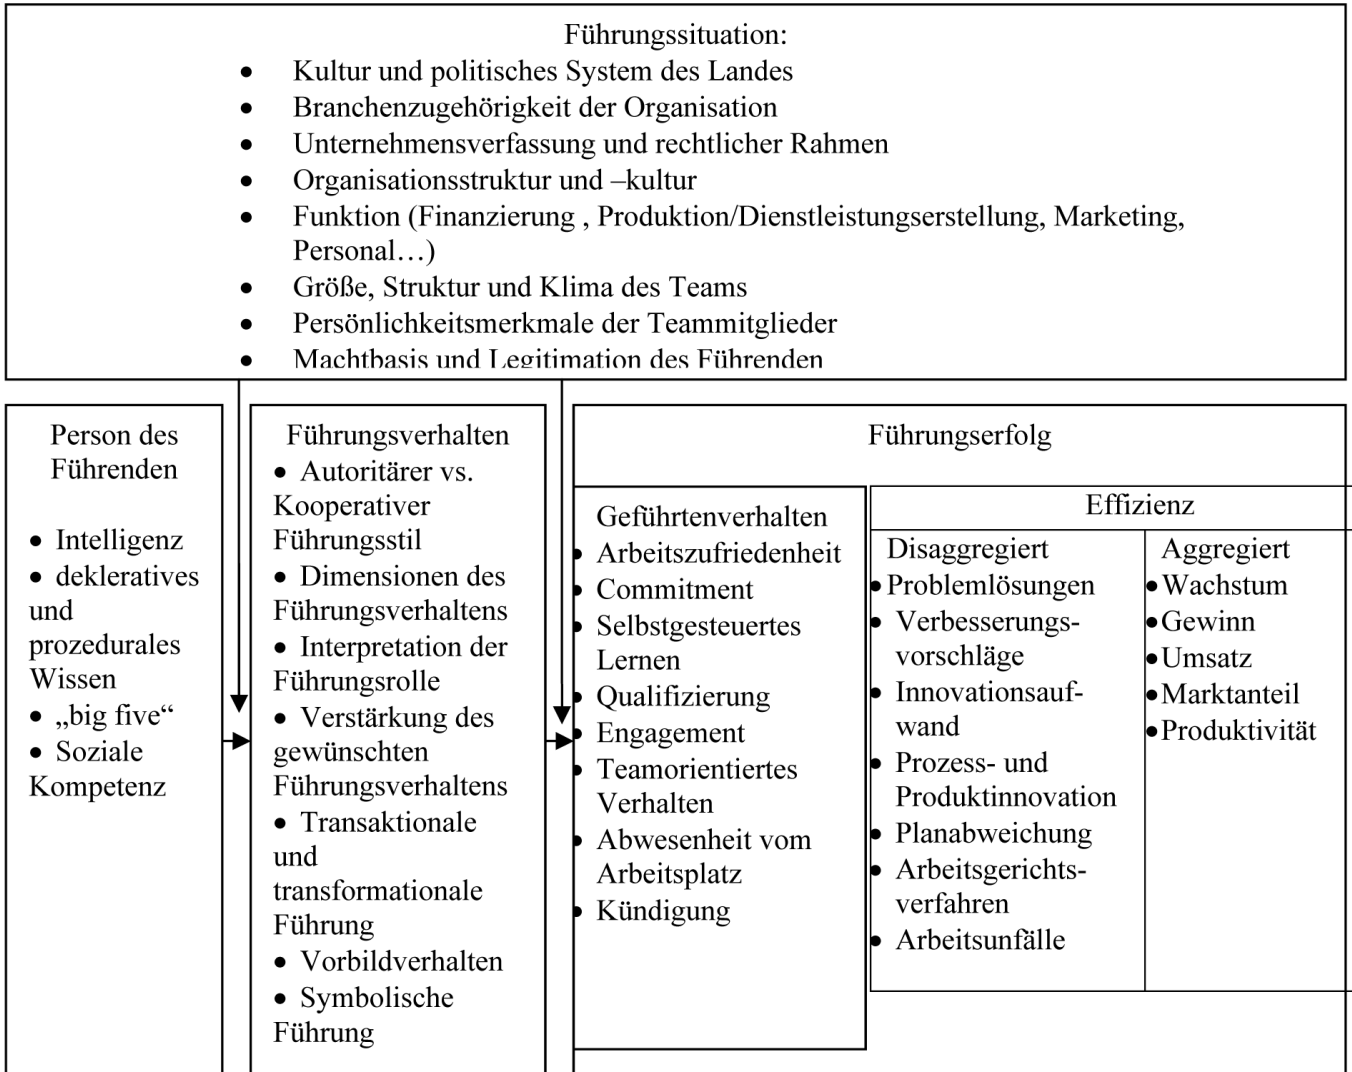 Führungssituation:
• Kultur und politisches System des Landes
• Branchenzugehörigkeit der Organisation
• Unternehmensverfassung und rechtlicher Rahmen
• Organisationsstruktur und –kultur
• Funktion (Finanzierung , Produktion/Dienstleistungserstellung, Marketing,
Personal…)
• Größe, Struktur und Klima des Teams
• Persönlichkeitsmerkmale der Teammitglieder
• Machtbasis und Legitimation des Führenden
Person des
Führenden
• Intelligenz
• dekleratives
und
prozedurales
Wissen
• „big five“
• Soziale
Kompetenz
Führungsverhalten
• Autoritärer vs.
Kooperativer
Führungsstil
• Dimensionen des
Führungsverhaltens
• Interpretation der
Führungsrolle
• Verstärkung des
gewünschten
Führungsverhaltens
• Transaktionale
und
transformationale
Führung
• Vorbildverhalten
• Symbolische
Führung
Führungserfolg
Geführtenverhalten
• Arbeitszufriedenheit
• Commitment
• Selbstgesteuertes
Lernen
• Qualifizierung
• Engagement
• Teamorientiertes
Verhalten
• Abwesenheit vom
Arbeitsplatz
• Kündigung
Effizienz
Disaggregiert
• Problemlösungen
• Verbesserungs-
vorschläge
• Innovationsauf-
wand
• Prozess- und
Produktinnovation
• Planabweichung
• Arbeitsgerichts-
verfahren
• Arbeitsunfälle
Aggregiert
• Wachstum
• Gewinn
• Umsatz
• Marktanteil
• Produktivität